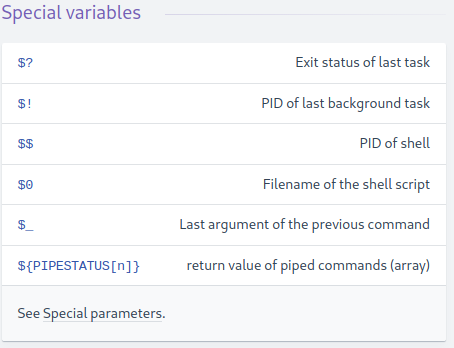 Special variables
$? Exit status of last task
$! PID of last background task
$$ PID of shell
$0 Filename of the shell script
$_ Last argument of the previous command
${PIPESTATUS[n]} return value of piped commands (array)
See Special parameters.